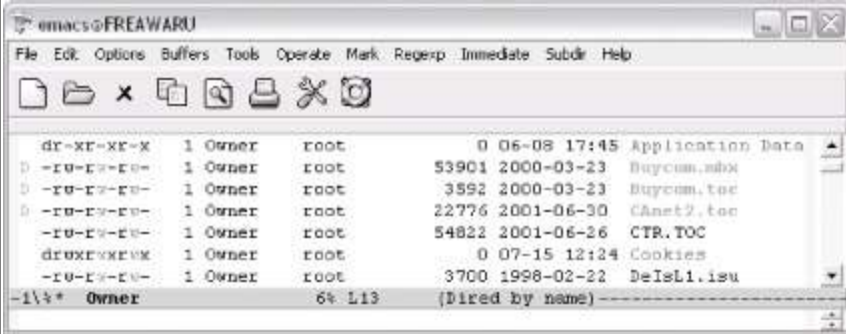 emacs@FREAWARU
File Edit Options Buffers Tools Operate Mark Regexp Immediate Subdir Help
dr-xr-xr-x 1 Owner root 0 06-08 17:45 Application Data
D -rw-rw-rw- 1 Owner root 53901 2000-03-23 Buycom.mbx
D -rw-rw-rw- 1 Owner root 3592 2000-03-23 Buycom.toc
D -rw-rw-rw- 1 Owner root 22776 2001-06-30 CAnet2.toc
-rw-rw-rw- 1 Owner root 54822 2001-06-26 CTR.TOC
drwxrwxrwx 1 Owner root 0 07-15 12:24 Cookies
-rw-rw-rw- 1 Owner root 3700 1998-02-22 DeIsL1.isu
-1\%* Owner 6% L13 (Dired by name)-----------------------